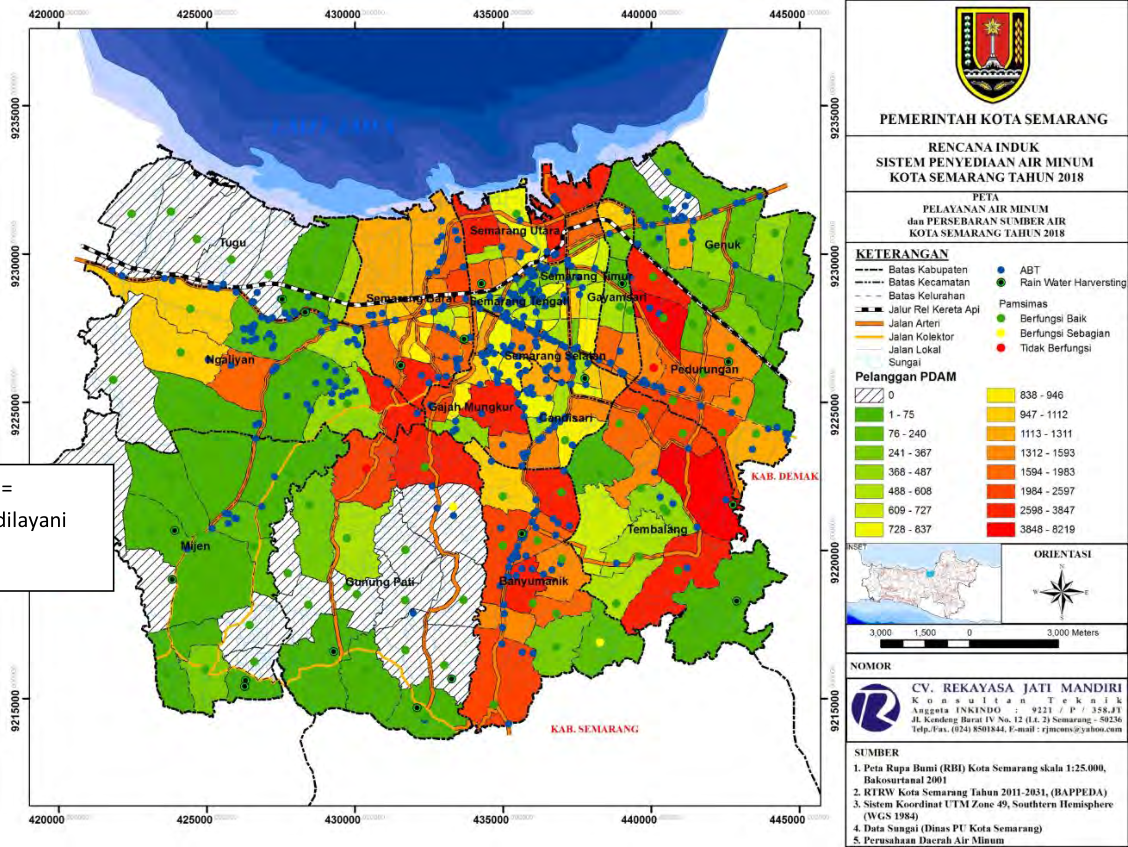 420000
425000
430000
435000
440000
445000
9235000
9230000
9225000
9220000
9215000
9235000
9230000
9225000
9220000
9215000
LAUT JAWA
Tugu
Semarang Utara
Genuk
Semarang Timur
Semarang Barat
Semarang Tengah
Gayamsari
Ngaliyan
Semarang Selatan
Pedurungan
Gajah Mungkur
Candisari
KAB. DEMAK
=
dilayani
Mijen
Tembalang
Gunung Pati
Banyumanik
KAB. SEMARANG
420000
425000
430000
435000
440000
445000
PEMERINTAH KOTA SEMARANG
RENCANA INDUK
SISTEM PENYEDIAAN AIR MINUM
KOTA SEMARANG TAHUN 2018
PETA
PELAYANAN AIR MINUM
dan PERSEBARAN SUMBER AIR
KOTA SEMARANG TAHUN 2018
KETERANGAN
Batas Kabupaten
Batas Kecamatan
Batas Kelurahan
Jalur Rel Kereta Api
Jalan Arteri
Jalan Kolektor
Jalan Lokal
Sungai
ABT
Rain Water Harversting
Pamsimas
Berfungsi Baik
Berfungsi Sebagian
Tidak Berfungsi
Pelanggan PDAM
0
1 - 75
76 - 240
241 - 367
368 - 487
488 - 608
609 - 727
728 - 837
838 - 946
947 - 1112
1113 - 1311
1312 - 1593
1594 - 1983
1984 - 2597
2598 - 3847
3848 - 8219
INSET
ORIENTASI
N
W
E
S
3,000 1,500 0 3,000 Meters
NOMOR
CV. REKAYASA JATI MANDIRI
Konsultan Teknik
Anggota INKINDO : 9221 / P / 358.JT
Jl. Kendeng Barat IV No. 12 (Lt. 2) Semarang - 50236
Telp./Fax. (024) 8501844, E-mail : rjmcons@yahoo.com
SUMBER
1. Peta Rupa Bumi (RBI) Kota Semarang skala 1:25.000,
Bakosurtanal 2001
2. RTRW Kota Semarang Tahun 2011-2031, (BAPPEDA)
3. Sistem Koordinat UTM Zone 49, Southtern Hemisphere
(WGS 1984)
4. Data Sungai (Dinas PU Kota Semarang)
5. Perusahaan Daerah Air Minum